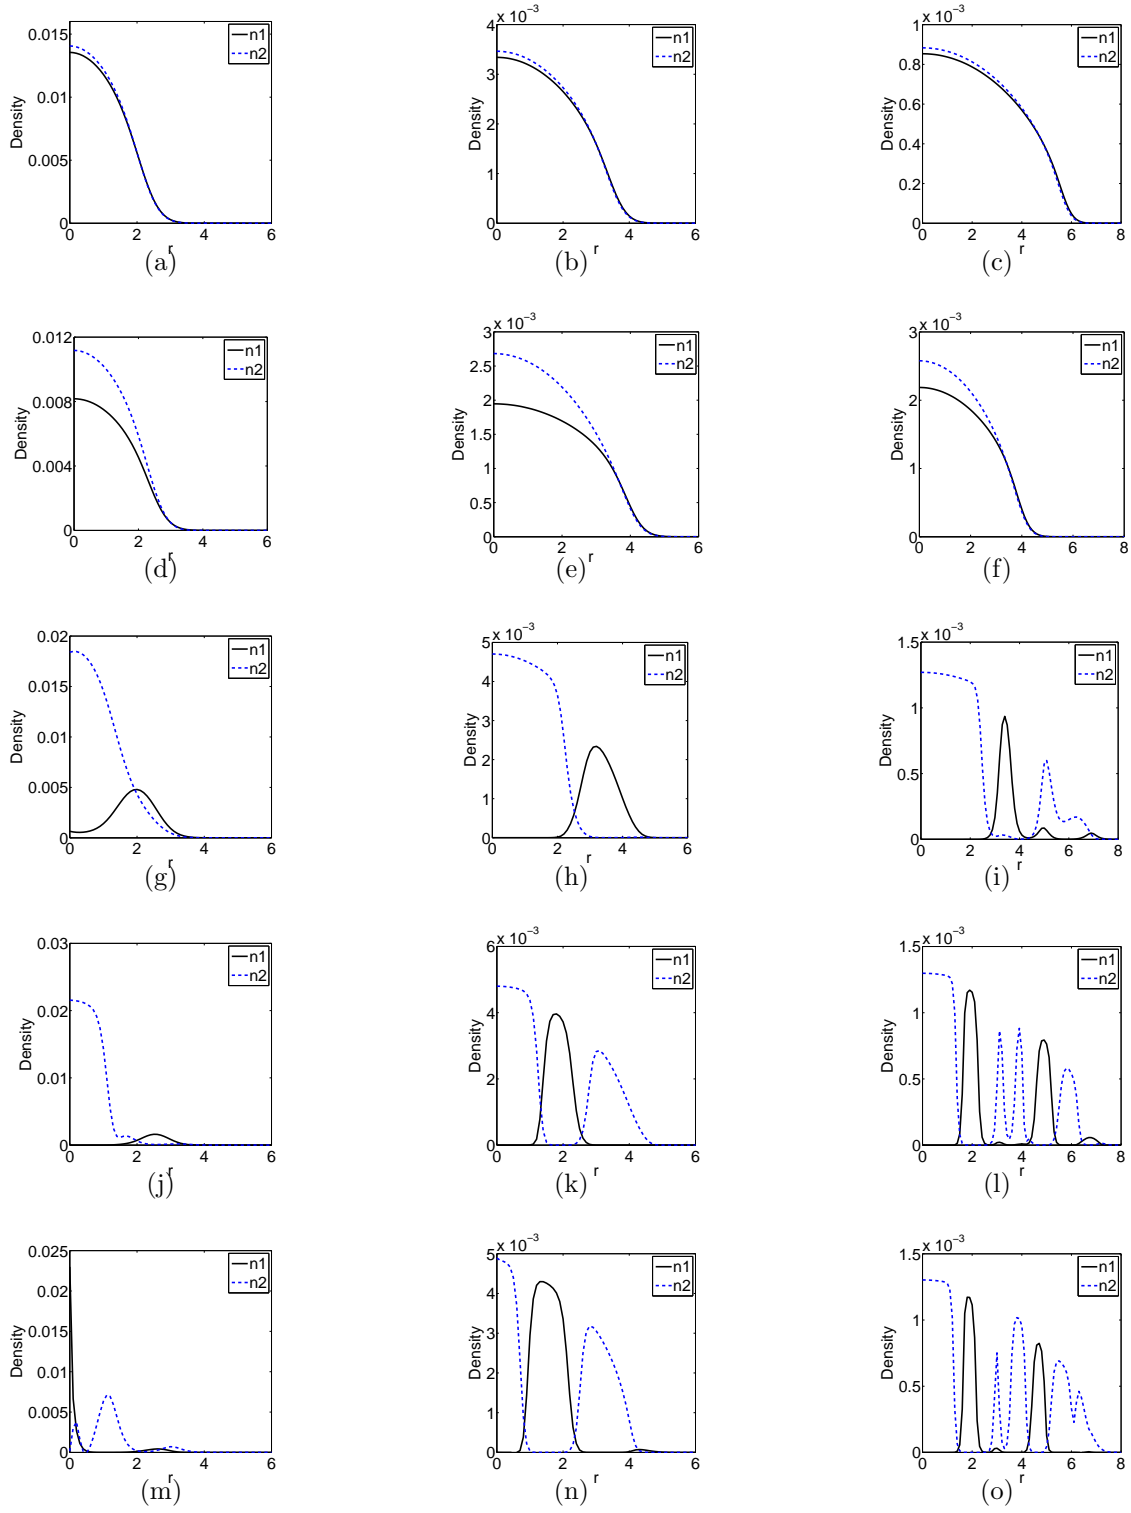 0.015
0.01
0.005
0
Density
n1
n2
0 2 4 6
r
(a)
x 10⁻³
4
3
2
1
0
Density
n1
n2
0 2 4 6
r
(b)
x 10⁻³
1
0.8
0.6
0.4
0.2
0
Density
n1
n2
0 2 4 6 8
r
(c)
0.012
0.008
0.004
0
Density
n1
n2
0 2 4 6
r
(d)
x 10⁻³
3
2.5
2
1.5
1
0.5
0
Density
n1
n2
0 2 4 6
r
(e)
x 10⁻³
3
2
1
0
Density
n1
n2
0 2 4 6 8
r
(f)
0.02
0.015
0.01
0.005
0
Density
n1
n2
0 2 4 6
r
(g)
x 10⁻³
5
4
3
2
1
0
Density
n1
n2
0 2 4 6
r
(h)
x 10⁻³
1.5
1
0.5
0
Density
n1
n2
0 2 4 6 8
r
(i)
0.03
0.02
0.01
0
Density
n1
n2
0 2 4 6
r
(j)
x 10⁻³
6
4
2
0
Density
n1
n2
0 2 4 6
r
(k)
x 10⁻³
1.5
1
0.5
0
Density
n1
n2
0 2 4 6 8
r
(l)
0.025
0.02
0.015
0.01
0.005
0
Density
n1
n2
0 2 4 6
r
(m)
x 10⁻³
5
4
3
2
1
0
Density
n1
n2
0 2 4 6
r
(n)
x 10⁻³
1.5
1
0.5
0
Density
n1
n2
0 2 4 6 8
r
(o)